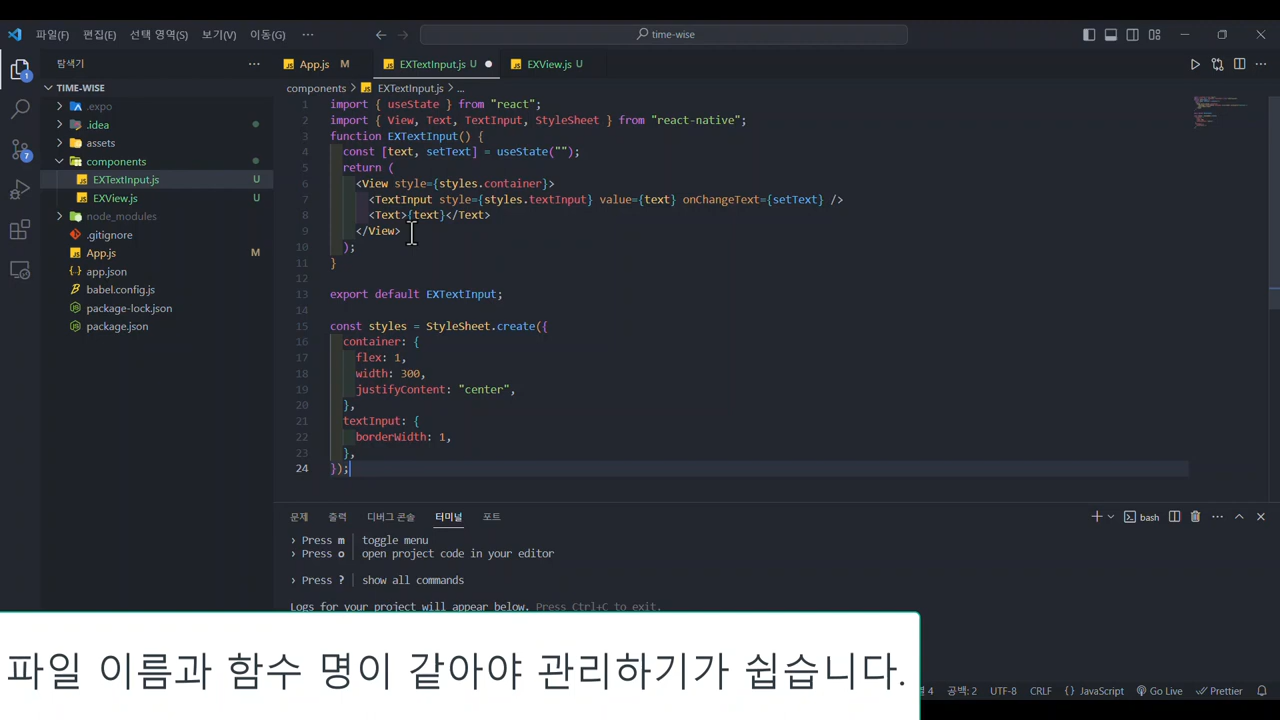 파일(F) 편집(E) 선택 영역(S) 보기(V) 이동(G) ··· time-wise
탐색기 ···
App.js M EXTextInput.js U EXView.js U
TIME-WISE
.expo
.idea
assets
components
EXTextInput.js U
EXView.js U
node_modules
.gitignore
App.js M
app.json
babel.config.js
package-lock.json
package.json
1
7
components > EXTextInput.js > ...
1 import { useState } from "react";
2 import { View, Text, TextInput, StyleSheet } from "react-native";
3 function EXTextInput() {
4 const [text, setText] = useState("");
5 return (
6 <View style={styles.container}>
7 <TextInput style={styles.textInput} value={text} onChangeText={setText} />
8 <Text>{text}</Text>
9 </View>
10 );
11 }
12
13 export default EXTextInput;
14
15 const styles = StyleSheet.create({
16 container: {
17 flex: 1,
18 width: 300,
19 justifyContent: "center",
20 },
21 textInput: {
22 borderWidth: 1,
23 },
24 });
문제 출력 디버그 콘솔 터미널 포트 bash
› Press m │ toggle menu
› Press o │ open project code in your editor
› Press ? │ show all commands
Logs for your project will appear below. Press Ctrl+C to exit.
파일 이름과 함수 명이 같아야 관리하기가 쉽습니다.
4 공백: 2 UTF-8 CRLF {} JavaScript Go Live Prettier